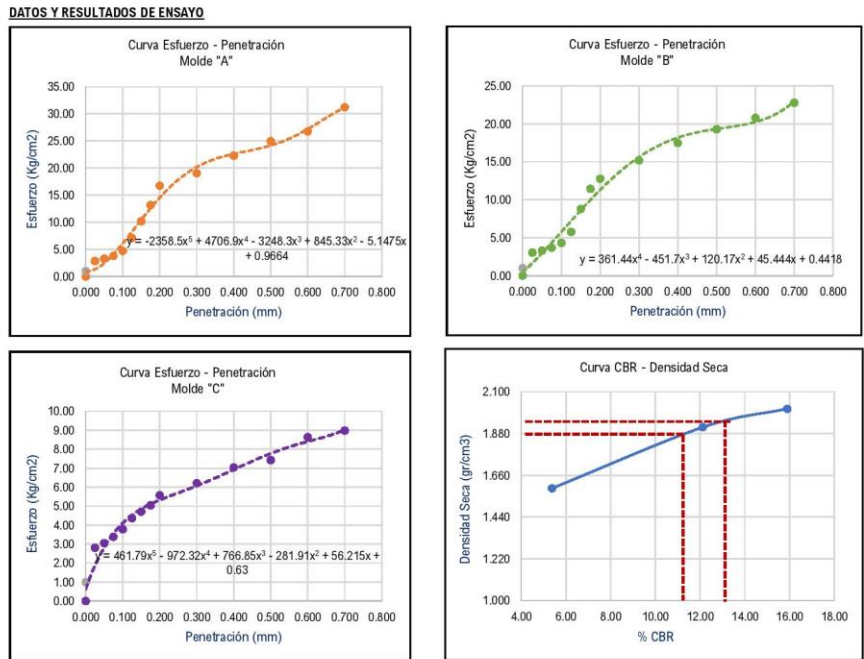 DATOS Y RESULTADOS DE ENSAYO
Curva Esfuerzo - Penetración
Molde "A"
Esfuerzo (Kg/cm2)
35.00
30.00
25.00
20.00
15.00
10.00
5.00
0.00
y = -2358.5x⁵ + 4706.9x⁴ - 3248.3x³ + 845.33x² - 5.1475x
+ 0.9664
0.000 0.100 0.200 0.300 0.400 0.500 0.600 0.700 0.800
Penetración (mm)
Curva Esfuerzo - Penetración
Molde "B"
Esfuerzo (Kg/cm2)
25.00
20.00
15.00
10.00
5.00
0.00
y = 361.44x⁴ - 451.7x³ + 120.17x² + 45.444x + 0.4418
0.000 0.100 0.200 0.300 0.400 0.500 0.600 0.700 0.800
Penetración (mm)
Curva Esfuerzo - Penetración
Molde "C"
Esfuerzo (Kg/cm2)
10.00
9.00
8.00
7.00
6.00
5.00
4.00
3.00
2.00
1.00
0.00
y = 461.79x⁵ - 972.32x⁴ + 766.85x³ - 281.91x² + 56.215x +
0.63
0.000 0.100 0.200 0.300 0.400 0.500 0.600 0.700 0.800
Penetración (mm)
Curva CBR - Densidad Seca
Densidad Seca (gr/cm3)
2.100
1.880
1.660
1.440
1.220
1.000
4.00 6.00 8.00 10.00 12.00 14.00 16.00 18.00
% CBR